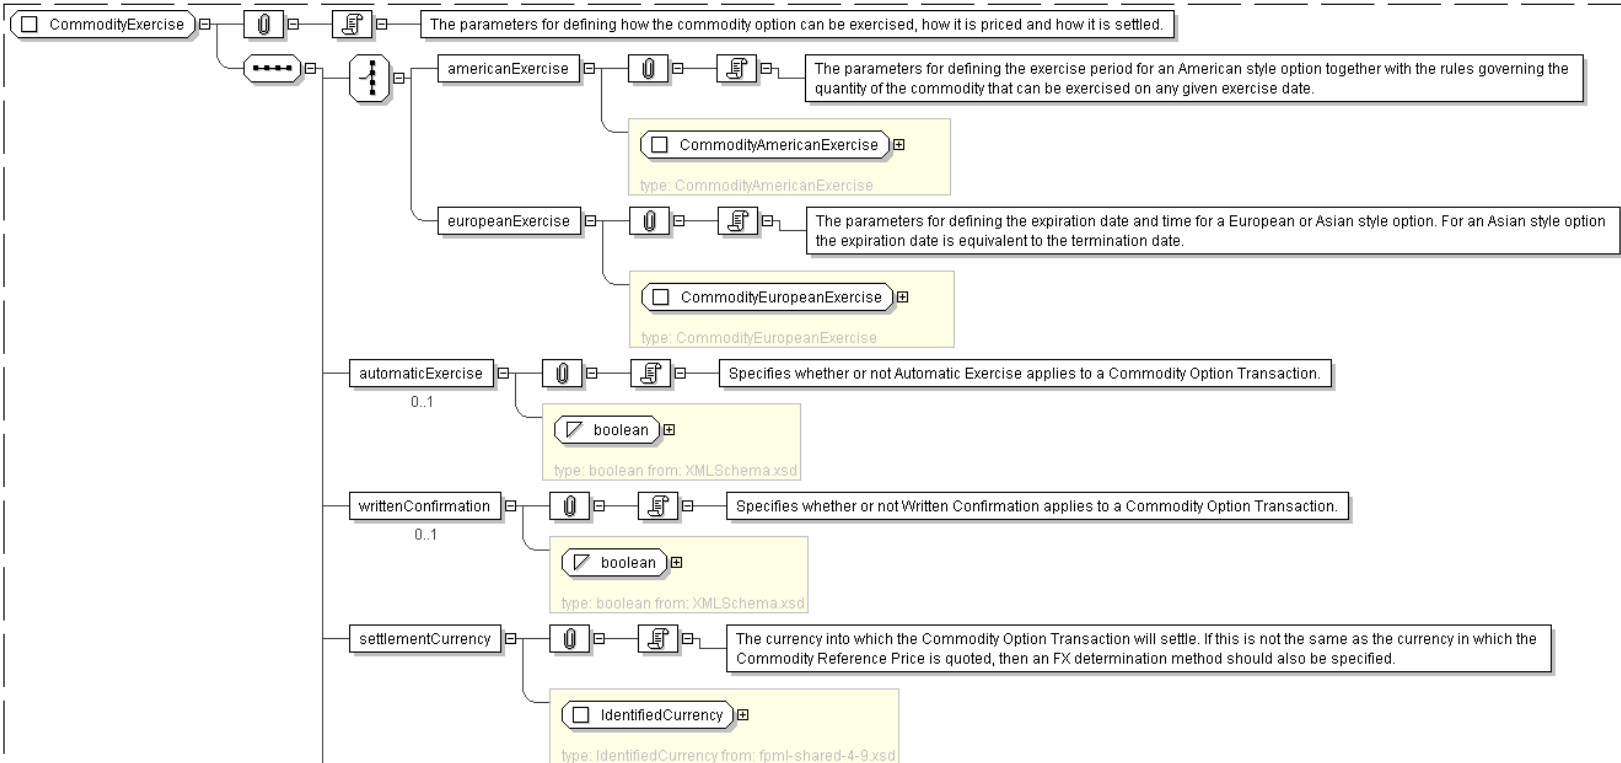 CommodityExercise
The parameters for defining how the commodity option can be exercised, how it is priced and how it is settled.
americanExercise
The parameters for defining the exercise period for an American style option together with the rules governing the
quantity of the commodity that can be exercised on any given exercise date.
CommodityAmericanExercise
type: CommodityAmericanExercise
europeanExercise
The parameters for defining the expiration date and time for a European or Asian style option. For an Asian style option
the expiration date is equivalent to the termination date.
CommodityEuropeanExercise
type: CommodityEuropeanExercise
automaticExercise
Specifies whether or not Automatic Exercise applies to a Commodity Option Transaction.
0..1
boolean
type: boolean from: XMLSchema.xsd
writtenConfirmation
Specifies whether or not Written Confirmation applies to a Commodity Option Transaction.
0..1
boolean
type: boolean from: XMLSchema.xsd
settlementCurrency
The currency into which the Commodity Option Transaction will settle. If this is not the same as the currency in which the
Commodity Reference Price is quoted, then an FX determination method should also be specified.
IdentifiedCurrency
type: IdentifiedCurrency from: fpml-shared-4-9.xsd